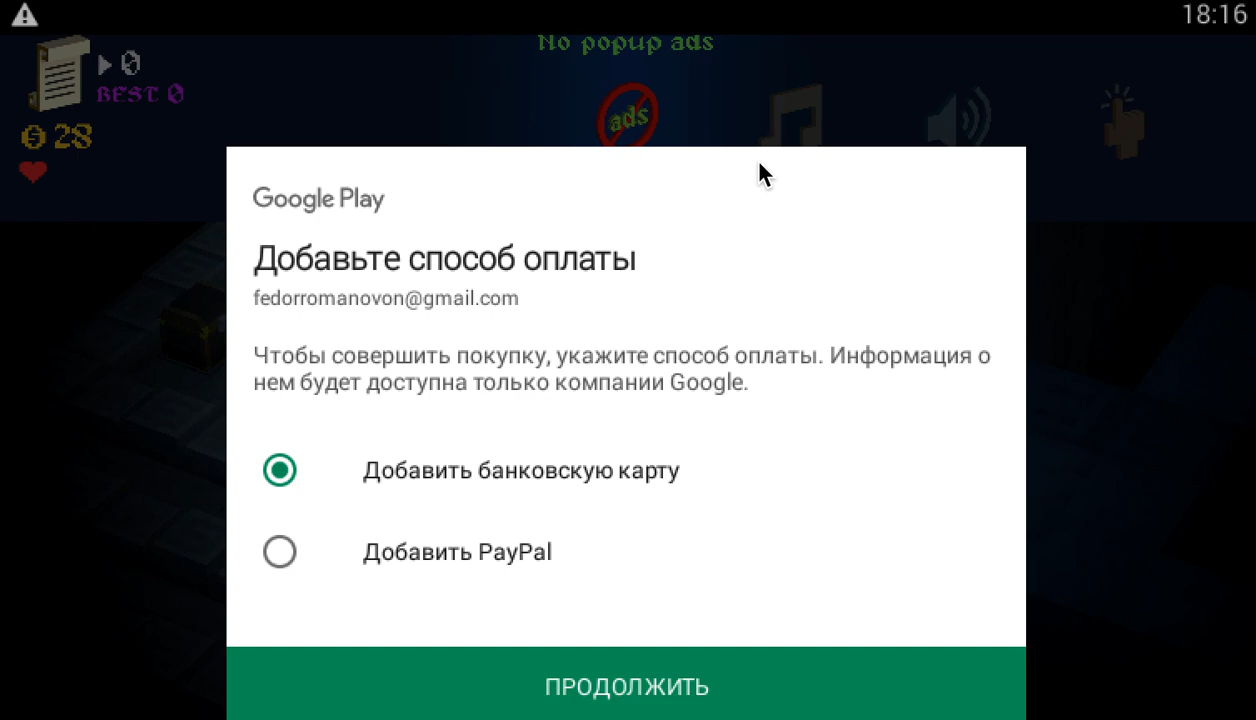 18:16
No popup ads
0
BEST 0
ads
28
Google Play
Добавьте способ оплаты
fedorromanovon@gmail.com
Чтобы совершить покупку, укажите способ оплаты. Информация о
нем будет доступна только компании Google.
Добавить банковскую карту
Добавить PayPal
ПРОДОЛЖИТЬ